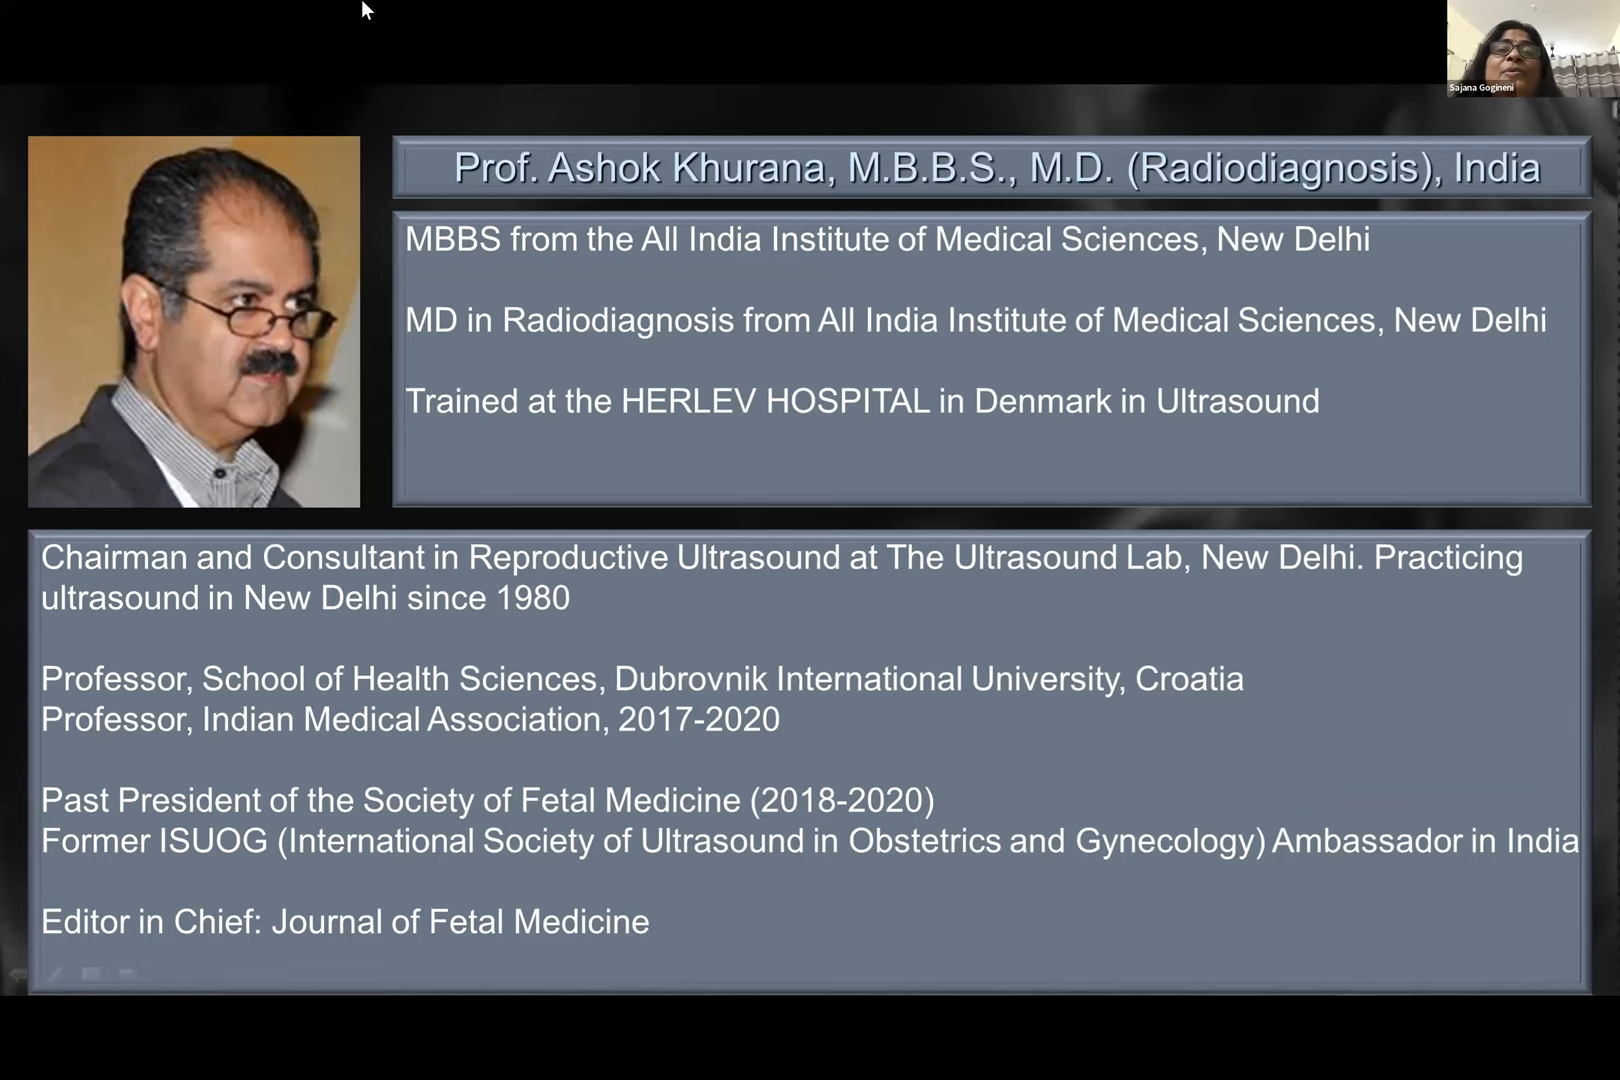 Sajana Gogineni
Prof. Ashok Khurana, M.B.B.S., M.D. (Radiodiagnosis), India
MBBS from the All India Institute of Medical Sciences, New Delhi
MD in Radiodiagnosis from All India Institute of Medical Sciences, New Delhi
Trained at the HERLEV HOSPITAL in Denmark in Ultrasound
Chairman and Consultant in Reproductive Ultrasound at The Ultrasound Lab, New Delhi. Practicing
ultrasound in New Delhi since 1980
Professor, School of Health Sciences, Dubrovnik International University, Croatia
Professor, Indian Medical Association, 2017-2020
Past President of the Society of Fetal Medicine (2018-2020)
Former ISUOG (International Society of Ultrasound in Obstetrics and Gynecology) Ambassador in India
Editor in Chief: Journal of Fetal Medicine